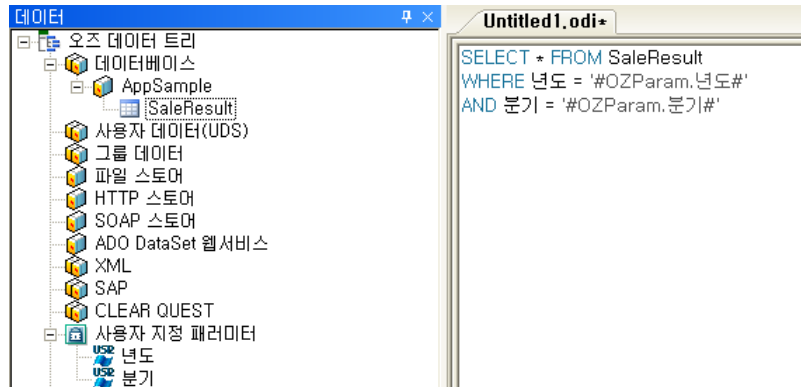 데이터
오즈 데이터 트리
데이터베이스
AppSample
SaleResult
사용자 데이터(UDS)
그룹 데이터
파일 스토어
HTTP 스토어
SOAP 스토어
ADO DataSet 웹서비스
XML
SAP
CLEAR QUEST
사용자 지정 패러미터
USR 년도
USR 분기
Untitled1.odi*
SELECT * FROM SaleResult
WHERE 년도 = '#OZParam.년도#'
AND 분기 = '#OZParam.분기#'